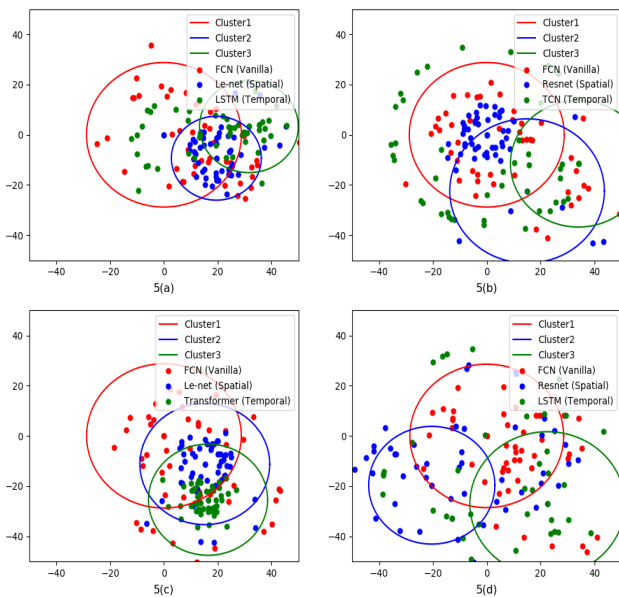 Cluster1
Cluster2
Cluster3
FCN (Vanilla)
Le-net (Spatial)
LSTM (Temporal)
40
20
0
−20
−40
−40 −20 0 20 40
5(a)
Cluster1
Cluster2
Cluster3
FCN (Vanilla)
Resnet (Spatial)
TCN (Temporal)
40
20
0
−20
−40
−40 −20 0 20 40
5(b)
Cluster1
Cluster2
Cluster3
FCN (Vanilla)
Le-net (Spatial)
Transformer (Temporal)
40
20
0
−20
−40
−40 −20 0 20 40
5(c)
Cluster1
Cluster2
Cluster3
FCN (Vanilla)
Resnet (Spatial)
LSTM (Temporal)
40
20
0
−20
−40
−40 −20 0 20 40
5(d)